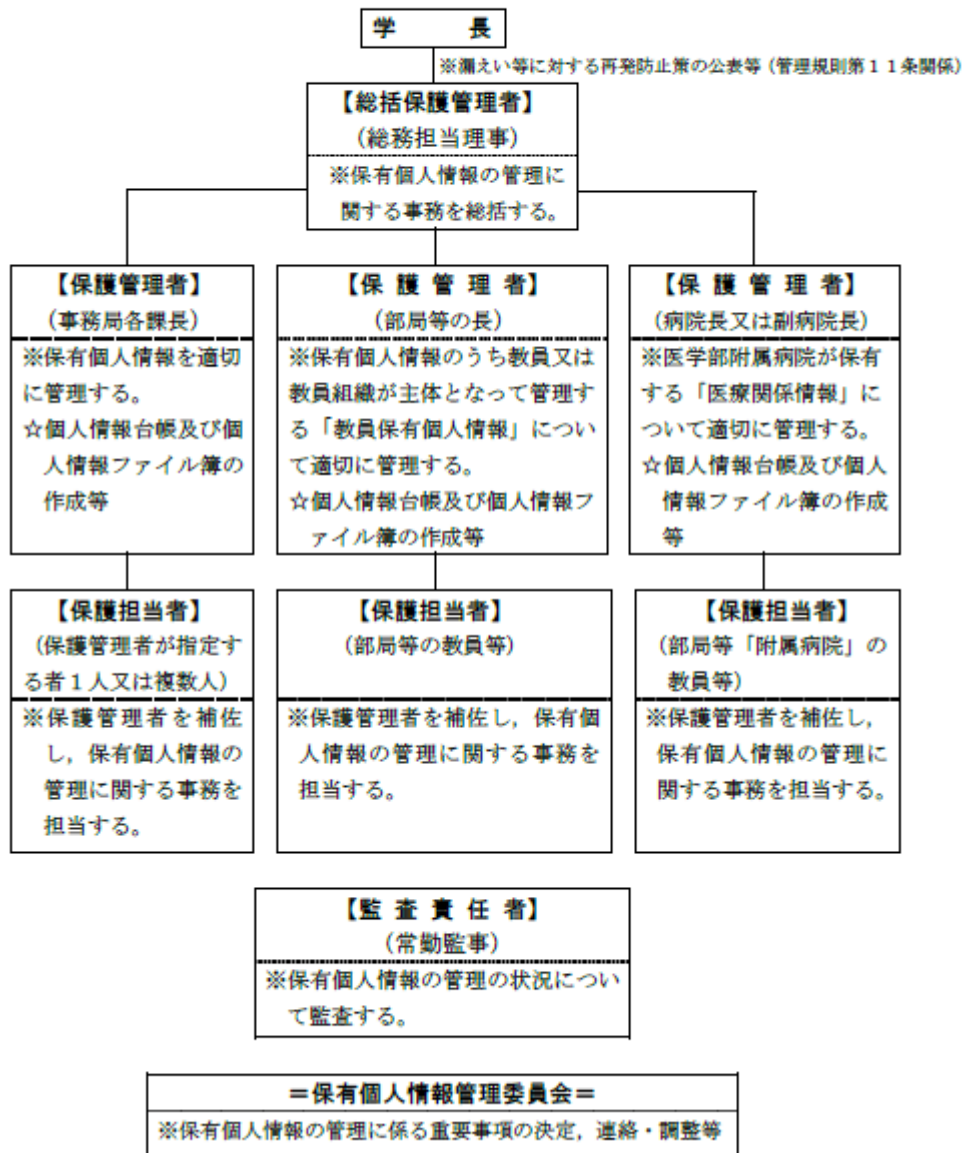 学　　　長
※漏えい等に対する再発防止策の公表等（管理規則第１１条関係）
【総括保護管理者】
（総務担当理事）
※保有個人情報の管理に
関する事務を総括する。
【保護管理者】
（事務局各課長）
※保有個人情報を適切
に管理する。
☆個人情報台帳及び個
人情報ファイル簿の
作成等
【保 護 管 理 者】
（部局等の長）
※保有個人情報のうち教員又は
教員組織が主体となって管理す
る「教員保有個人情報」につい
て適切に管理する。
☆個人情報台帳及び個人情報フ
ァイル簿の作成等
【保 護 管 理 者】
（病院長又は副病院長）
※医学部附属病院が保有
する「医療関係情報」に
ついて適切に管理する。
☆個人情報台帳及び個人
情報ファイル簿の作成
等
【保護担当者】
（保護管理者が指定す
る者１人又は複数人）
※保護管理者を補佐
し，保有個人情報の
管理に関する事務を
担当する。
【保護担当者】
（部局等の教員等）
※保護管理者を補佐し，保有個
人情報の管理に関する事務を
担当する。
【保護担当者】
（部局等「附属病院」の
教員等）
※保護管理者を補佐し，
保有個人情報の管理に
関する事務を担当する。
【監 査 責 任 者】
（常勤監事）
※保有個人情報の管理の状況につい
て監査する。
＝保有個人情報管理委員会＝
※保有個人情報の管理に係る重要事項の決定，連絡・調整等